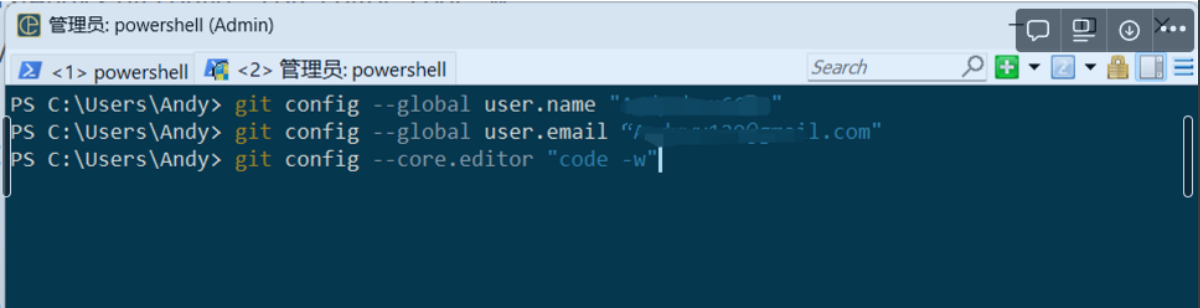 管理员: powershell (Admin)
<1> powershell <2> 管理员: powershell
Search
PS C:\Users\Andy> git config --global user.name "
PS C:\Users\Andy> git config --global user.email “ gmail.com"
PS C:\Users\Andy> git config --core.editor "code -w"